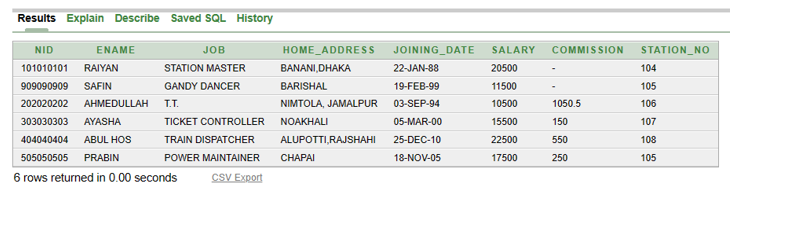 Results Explain Describe Saved SQL History
NID ENAME JOB HOME_ADDRESS JOINING_DATE SALARY COMMISSION STATION_NO
101010101 RAIYAN STATION MASTER BANANI,DHAKA 22-JAN-88 20500 - 104
909090909 SAFIN GANDY DANCER BARISHAL 19-FEB-99 11500 - 105
202020202 AHMEDULLAH T.T. NIMTOLA, JAMALPUR 03-SEP-94 10500 1050.5 106
303030303 AYASHA TICKET CONTROLLER NOAKHALI 05-MAR-00 15500 150 107
404040404 ABUL HOS TRAIN DISPATCHER ALUPOTTI,RAJSHAHI 25-DEC-10 22500 550 108
505050505 PRABIN POWER MAINTAINER CHAPAI 18-NOV-05 17500 250 105
6 rows returned in 0.00 seconds CSV Export